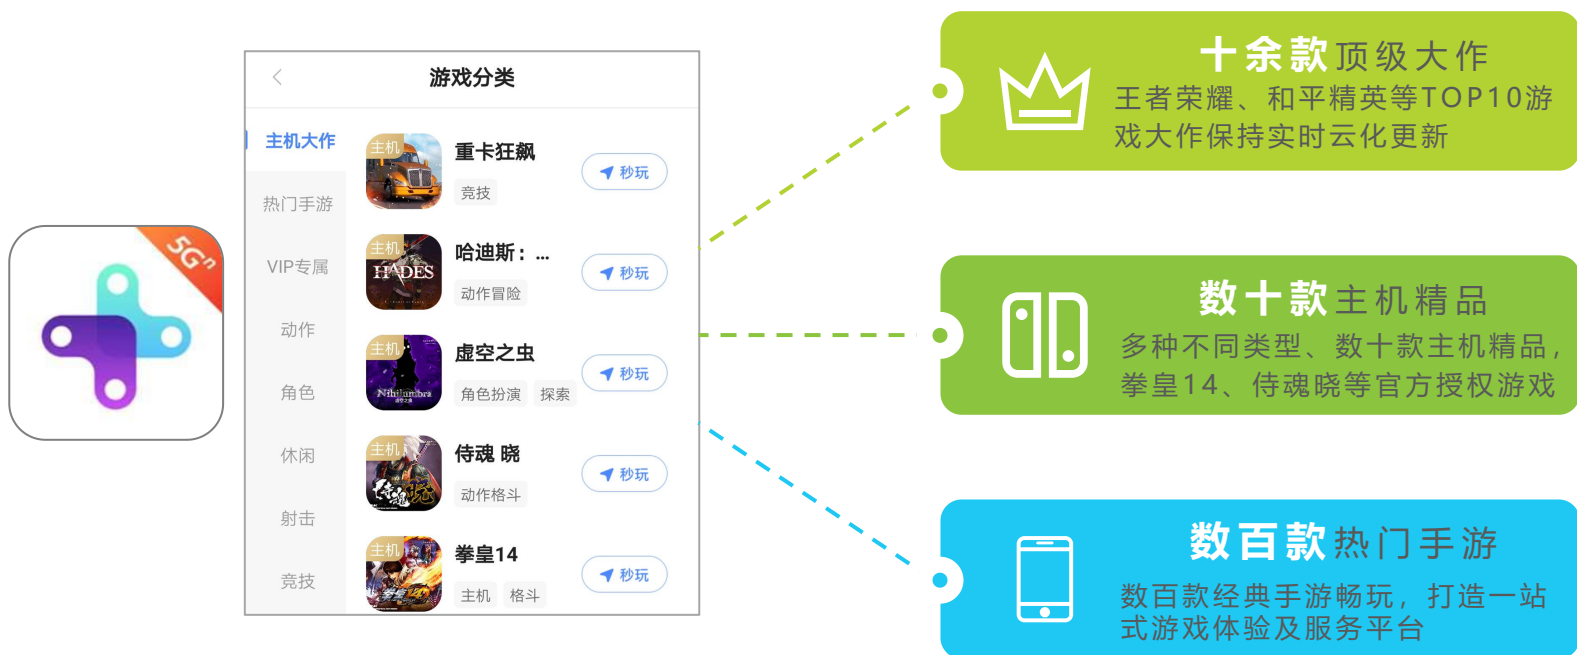 5Gⁿ
游戏分类
主机大作
热门手游
VIP专属
动作
角色
休闲
射击
竞技
主机
重卡狂飙
竞技
秒玩
主机
HADES
哈迪斯：...
动作冒险
秒玩
主机
Nihilumbra
虚空之虫
虚空之虫
角色扮演 探索
秒玩
主机
侍魂 晓
侍魂 晓
动作格斗
秒玩
主机
拳皇14
主机 格斗
秒玩
十余款顶级大作
王者荣耀、和平精英等TOP10游
戏大作保持实时云化更新
数十款主机精品
多种不同类型、数十款主机精品，
拳皇14、侍魂晓等官方授权游戏
数百款热门手游
数百款经典手游畅玩，打造一站
式游戏体验及服务平台